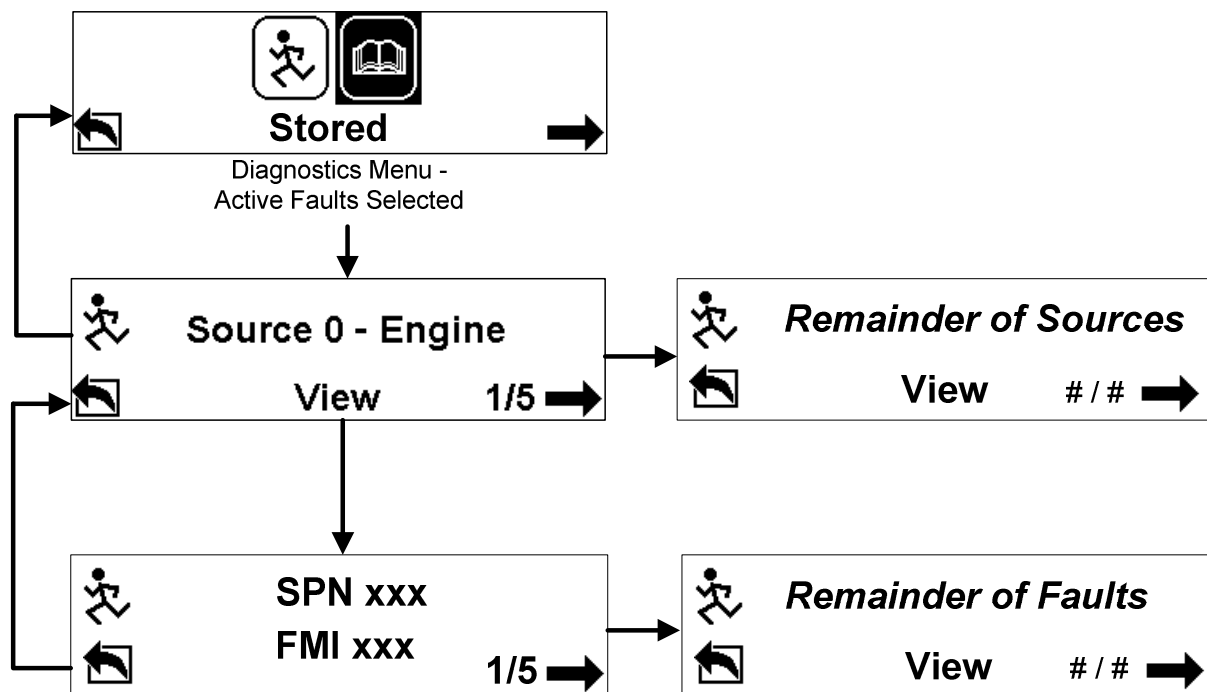 Stored
Diagnostics Menu -
Active Faults Selected
Source 0 - Engine
View 1/5
Remainder of Sources
View # / #
SPN xxx
FMI xxx
1/5
Remainder of Faults
View # / #